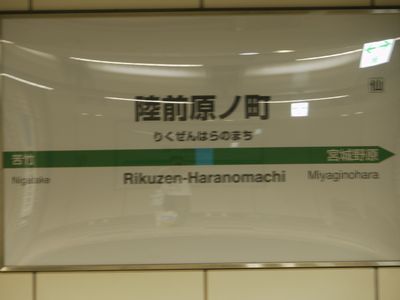 仙
陸前原ノ町
りくぜんはらのまち
苦竹
宮城野原
Nigatake
Rikuzen-Haranomachi
Miyaginohara